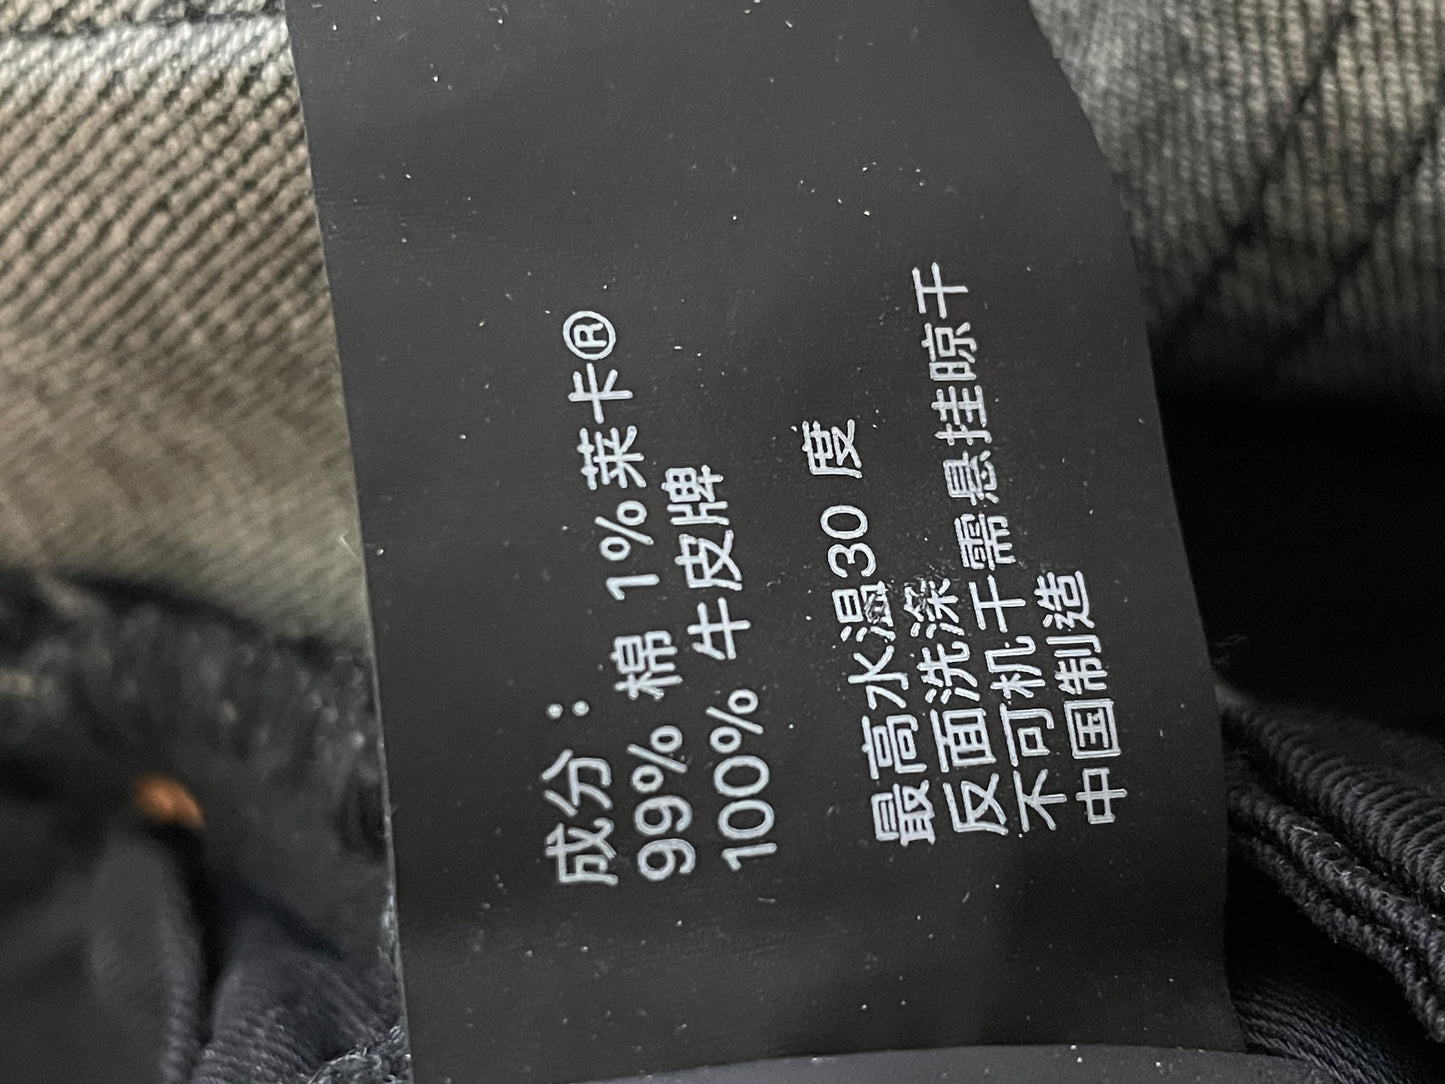 成分：
99% 棉 1%莱卡®
100% 牛皮牌
最高水温30 度
反面洗涤
不可机干需悬挂晾干
中国制造